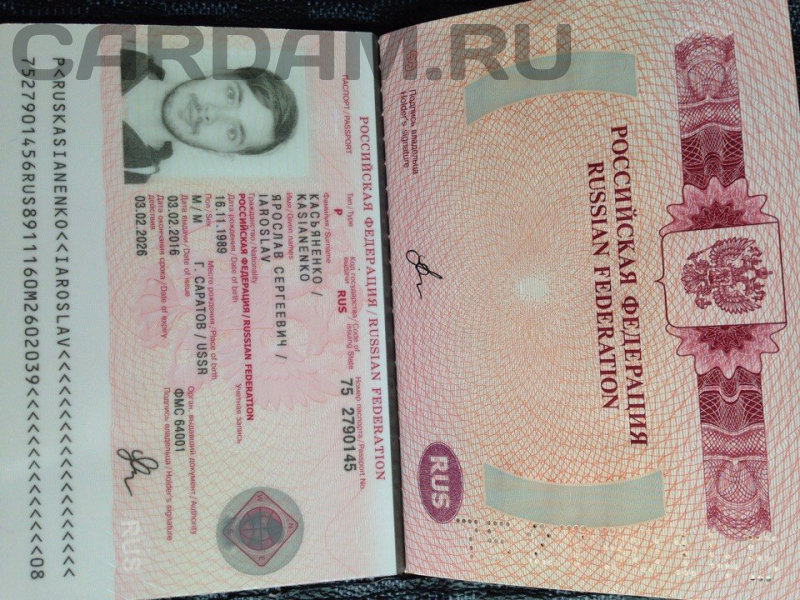 CARDAM.RU
Подпись владельца
Holder's signature
РОССИЙСКАЯ ФЕДЕРАЦИЯ
RUSSIAN FEDERATION
RUS
РОССИЙСКАЯ ФЕДЕРАЦИЯ / RUSSIAN FEDERATION
ПАСПОРТ / PASSPORT
Тип / Type Код государства выдачи / Code of issuing State Номер паспорта / Passport No.
P RUS 75 2790145
Фамилия / Surname
КАСЬЯНЕНКО /
KASIANENKO
Имя / Given names
ЯРОСЛАВ СЕРГЕЕВИЧ /
IAROSLAV
Гражданство / Nationality
РОССИЙСКАЯ ФЕДЕРАЦИЯ / RUSSIAN FEDERATION
Дата рождения / Date of birth Учетная запись
16.11.1989
Пол / Sex Место рождения / Place of birth
М / M Г. САРАТОВ / USSR
Дата выдачи / Date of issue Орган, выдавший документ / Authority
03.02.2016 ФМС 64001
Дата окончания срока действия / Date of expiry Подпись владельца / Holder's signature
03.02.2026
RUS
P<RUSKASIANENKO<<IAROSLAV<<<<<<<<<<<<<<<<<<<
7527901456RUS8911160M2602039<<<<<<<<<<<<<<08